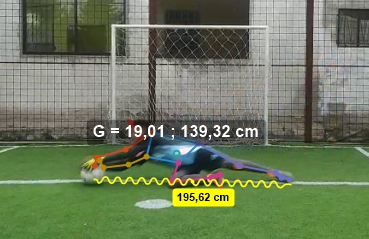 G = 19,01 ; 139,32 cm
195,62 cm